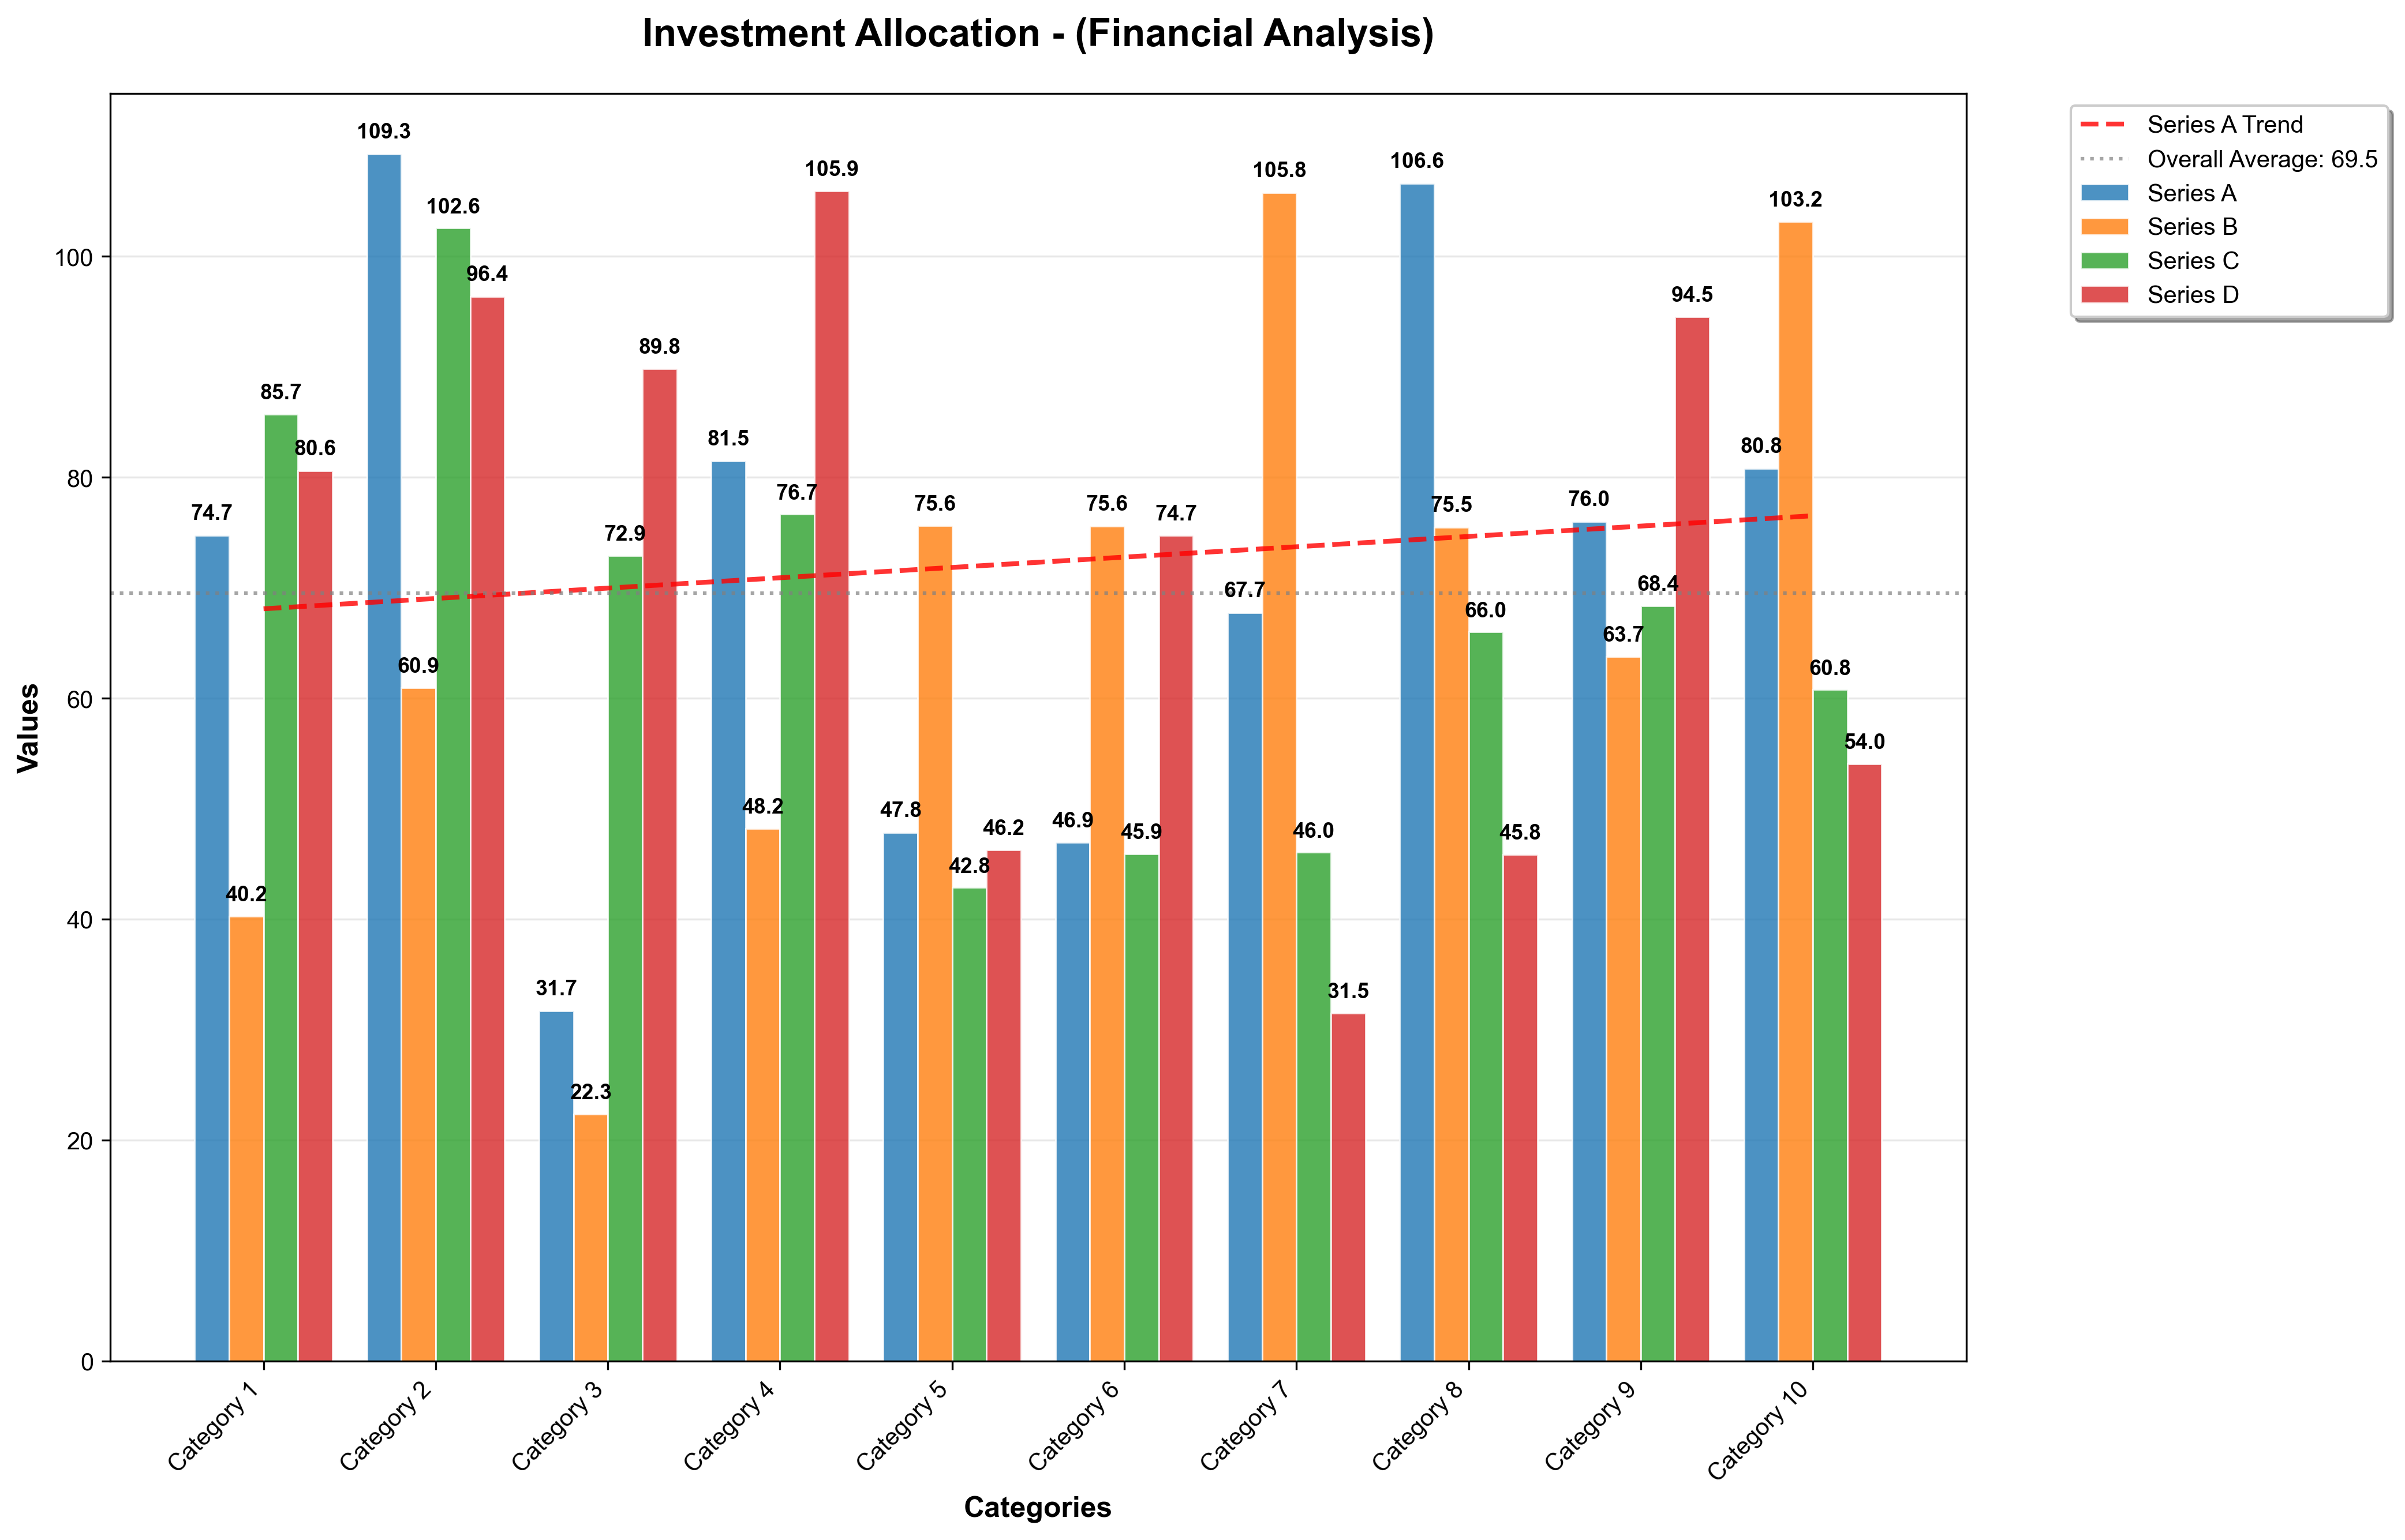 Investment Allocation - (Financial Analysis)
Series A Trend
Overall Average: 69.5
Series A
Series B
Series C
Series D
Values
100
80
60
40
20
0
74.7
40.2
85.7
80.6
109.3
60.9
102.6
96.4
31.7
22.3
72.9
89.8
81.5
48.2
76.7
105.9
47.8
75.6
42.8
46.2
46.9
75.6
45.9
74.7
67.7
105.8
46.0
31.5
106.6
75.5
66.0
45.8
76.0
63.7
68.4
94.5
80.8
103.2
60.8
54.0
Category 1
Category 2
Category 3
Category 4
Category 5
Category 6
Category 7
Category 8
Category 9
Category 10
Categories